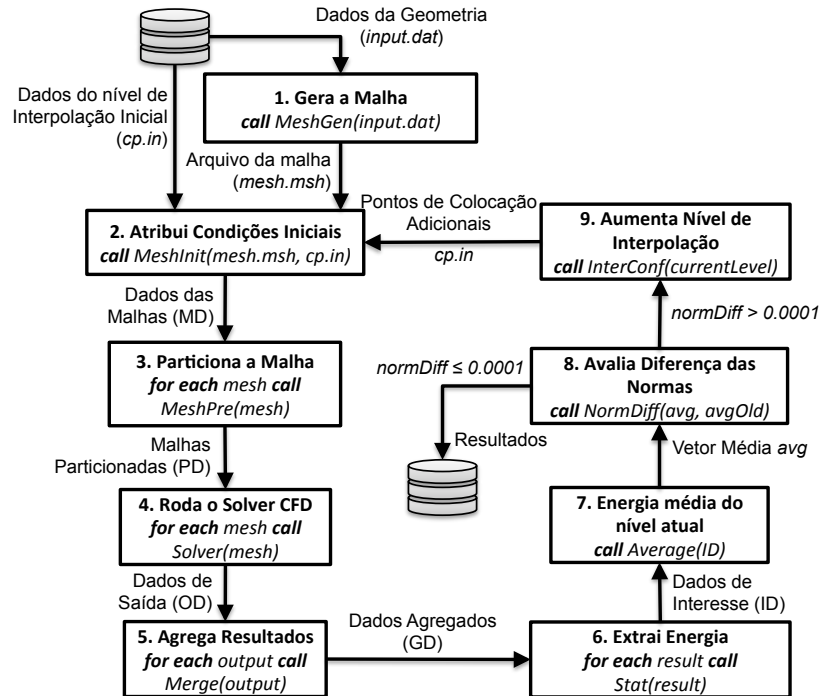 Dados da Geometria
(input.dat)
Dados do nível de
Interpolação Inicial
(cp.in)
1. Gera a Malha
call MeshGen(input.dat)
Arquivo da malha
(mesh.msh)
2. Atribui Condições Iniciais
call MeshInit(mesh.msh, cp.in)
Pontos de Colocação
Adicionais
cp.in
9. Aumenta Nível de
Interpolação
call InterConf(currentLevel)
Dados das
Malhas (MD)
normDiff > 0.0001
3. Particiona a Malha
for each mesh call
MeshPre(mesh)
normDiff ≤ 0.0001
8. Avalia Diferença das
Normas
call NormDiff(avg, avgOld)
Malhas
Particionadas (PD)
Resultados
Vetor Média avg
4. Roda o Solver CFD
for each mesh call
Solver(mesh)
7. Energia média do
nível atual
call Average(ID)
Dados de
Saída (OD)
Dados de
Interesse (ID)
5. Agrega Resultados
for each output call
Merge(output)
Dados Agregados
(GD)
6. Extrai Energia
for each result call
Stat(result)